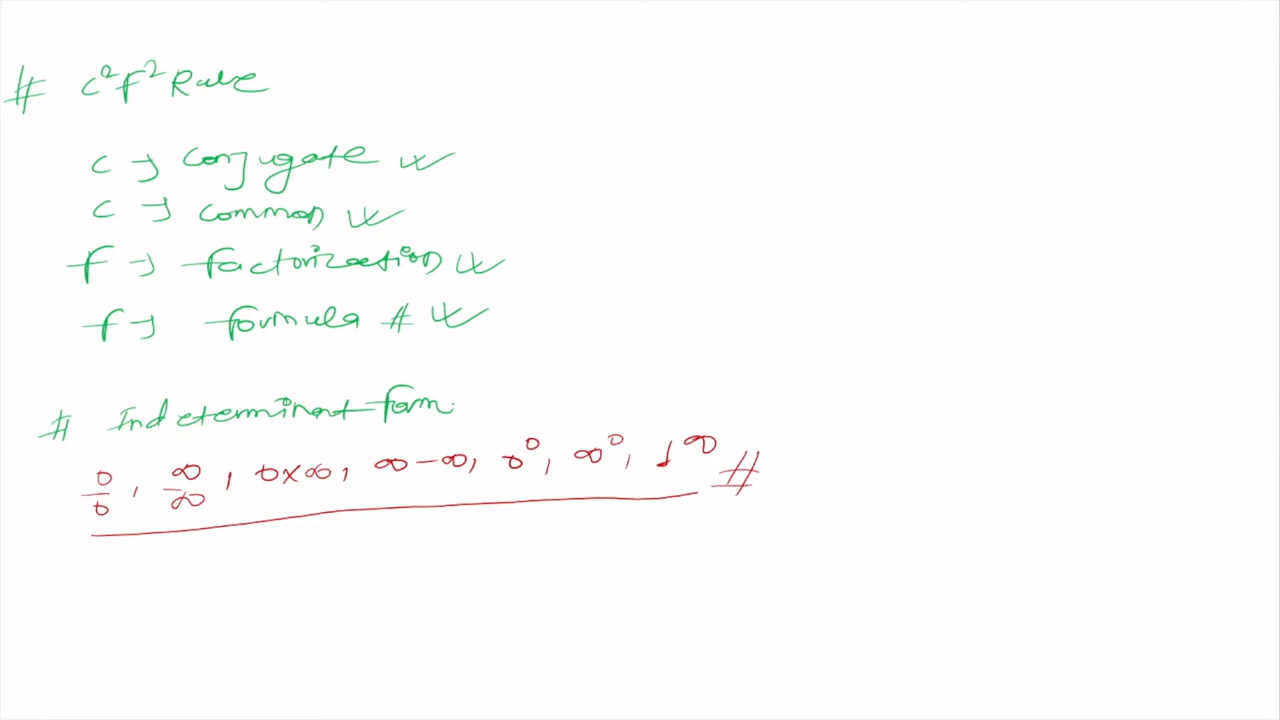 # C²F² Rule
C → Conjugate
C → Common
f → factorization
f → formula #
# Indeterminant form
0/0, ∞/∞, 0×∞, ∞-∞, 0⁰, ∞⁰, 1^∞ #